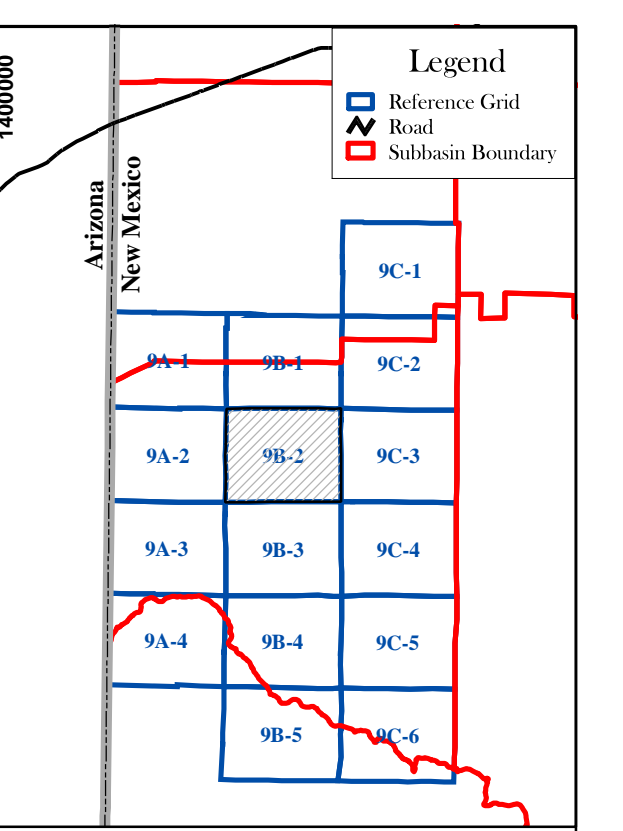 1400000
Legend
Reference Grid
Road
Subbasin Boundary
Arizona
New Mexico
9C-1
9A-1 9B-1 9C-2
9A-2 9B-2 9C-3
9A-3 9B-3 9C-4
9A-4 9B-4 9C-5
9B-5 9C-6